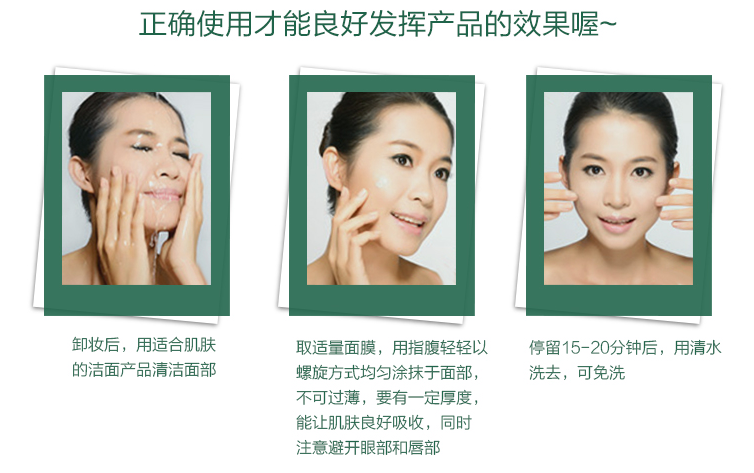 正确使用才能良好发挥产品的效果喔~
卸妆后，用适合肌肤
的洁面产品清洁面部
取适量面膜，用指腹轻轻以
螺旋方式均匀涂抹于面部，
不可过薄，要有一定厚度，
能让肌肤良好吸收，同时
注意避开眼部和唇部
停留15-20分钟后，用清水
洗去，可免洗